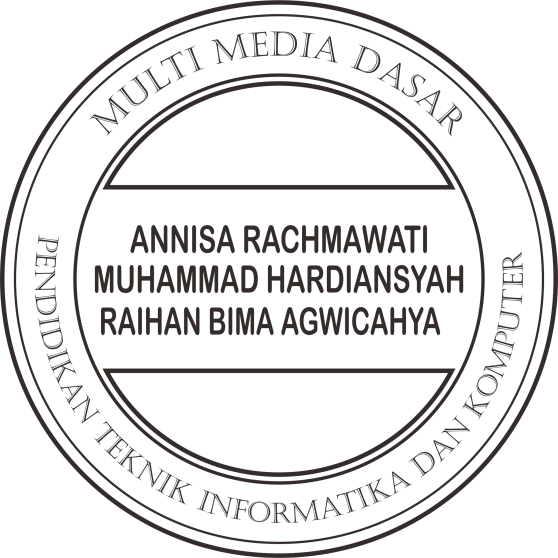 MULTI MEDIA DASAR
ANNISA RACHMAWATI
MUHAMMAD HARDIANSYAH
RAIHAN BIMA AGWICAHYA
PENDIDIKAN TEKNIK INFORMATIKA DAN KOMPUTER